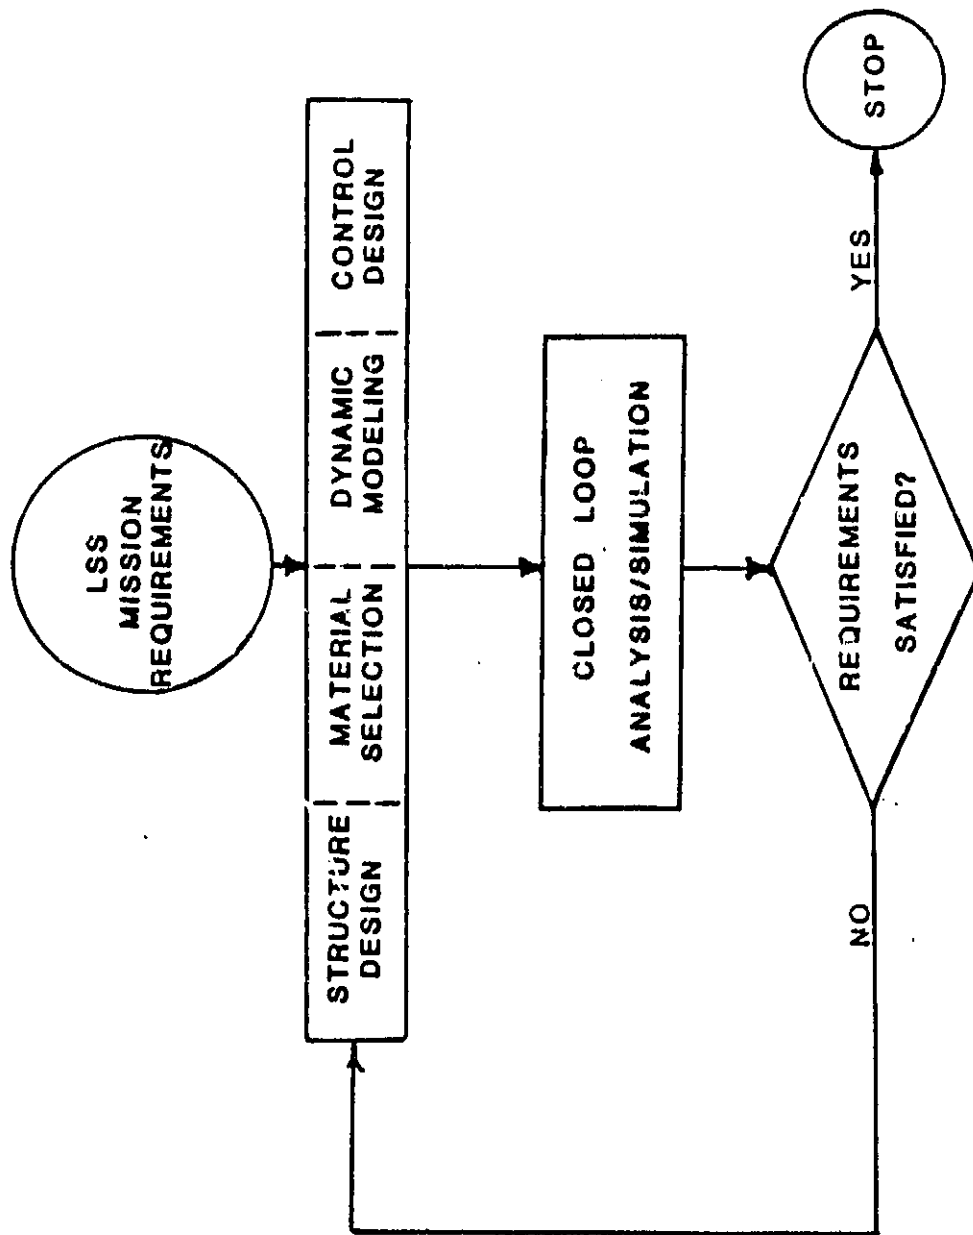 LSS
MISSION
REQUIREMENTS
STRUCTURE
DESIGN
MATERIAL
SELECTION
DYNAMIC
MODELING
CONTROL
DESIGN
CLOSED LOOP
ANALYSIS/SIMULATION
REQUIREMENTS
SATISFIED?
NO
YES
STOP